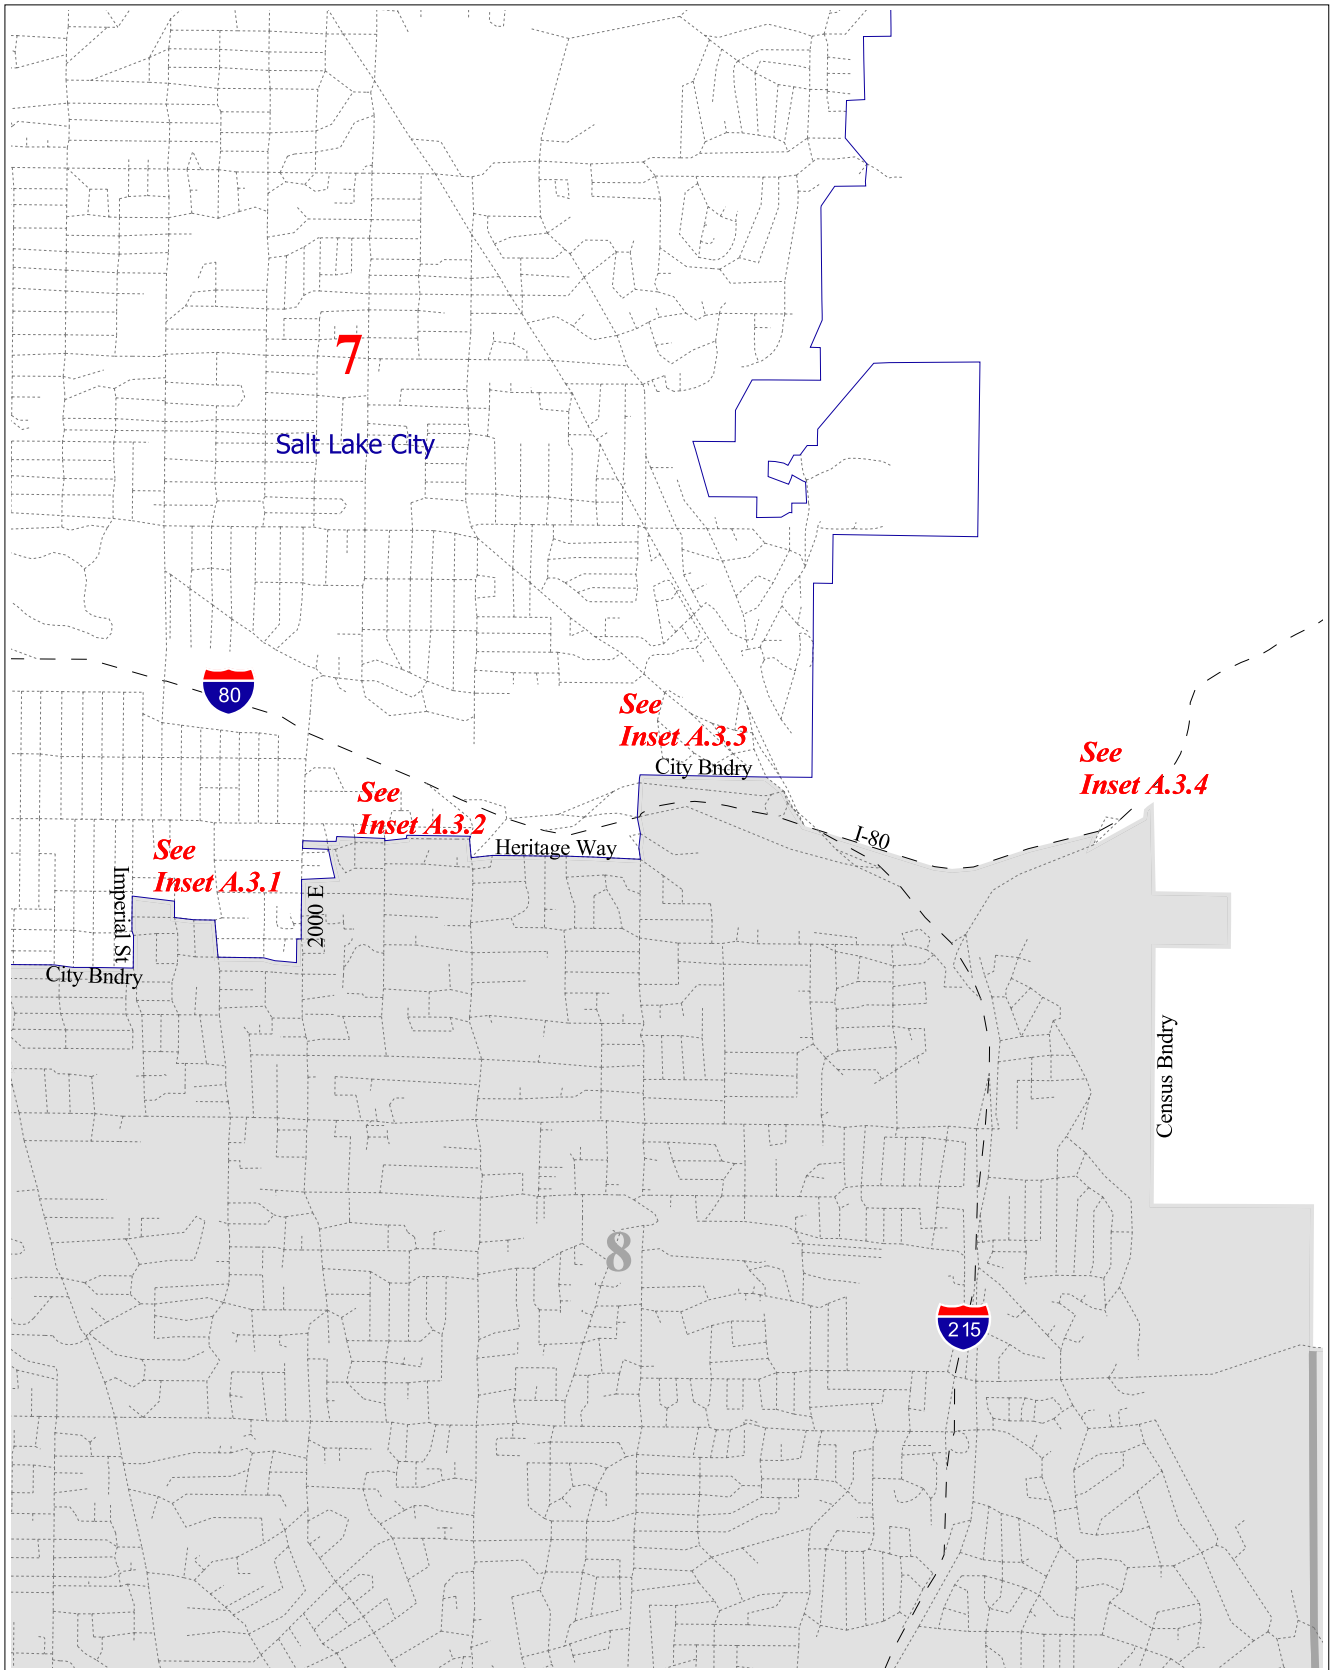 7
Salt Lake City
80
See
Inset A.3.3
City Bndry
See
Inset A.3.4
See
Inset A.3.2
I-80
Heritage Way
See
Inset A.3.1
Imperial St
2000 E
City Bndry
Census Bndry
8
215